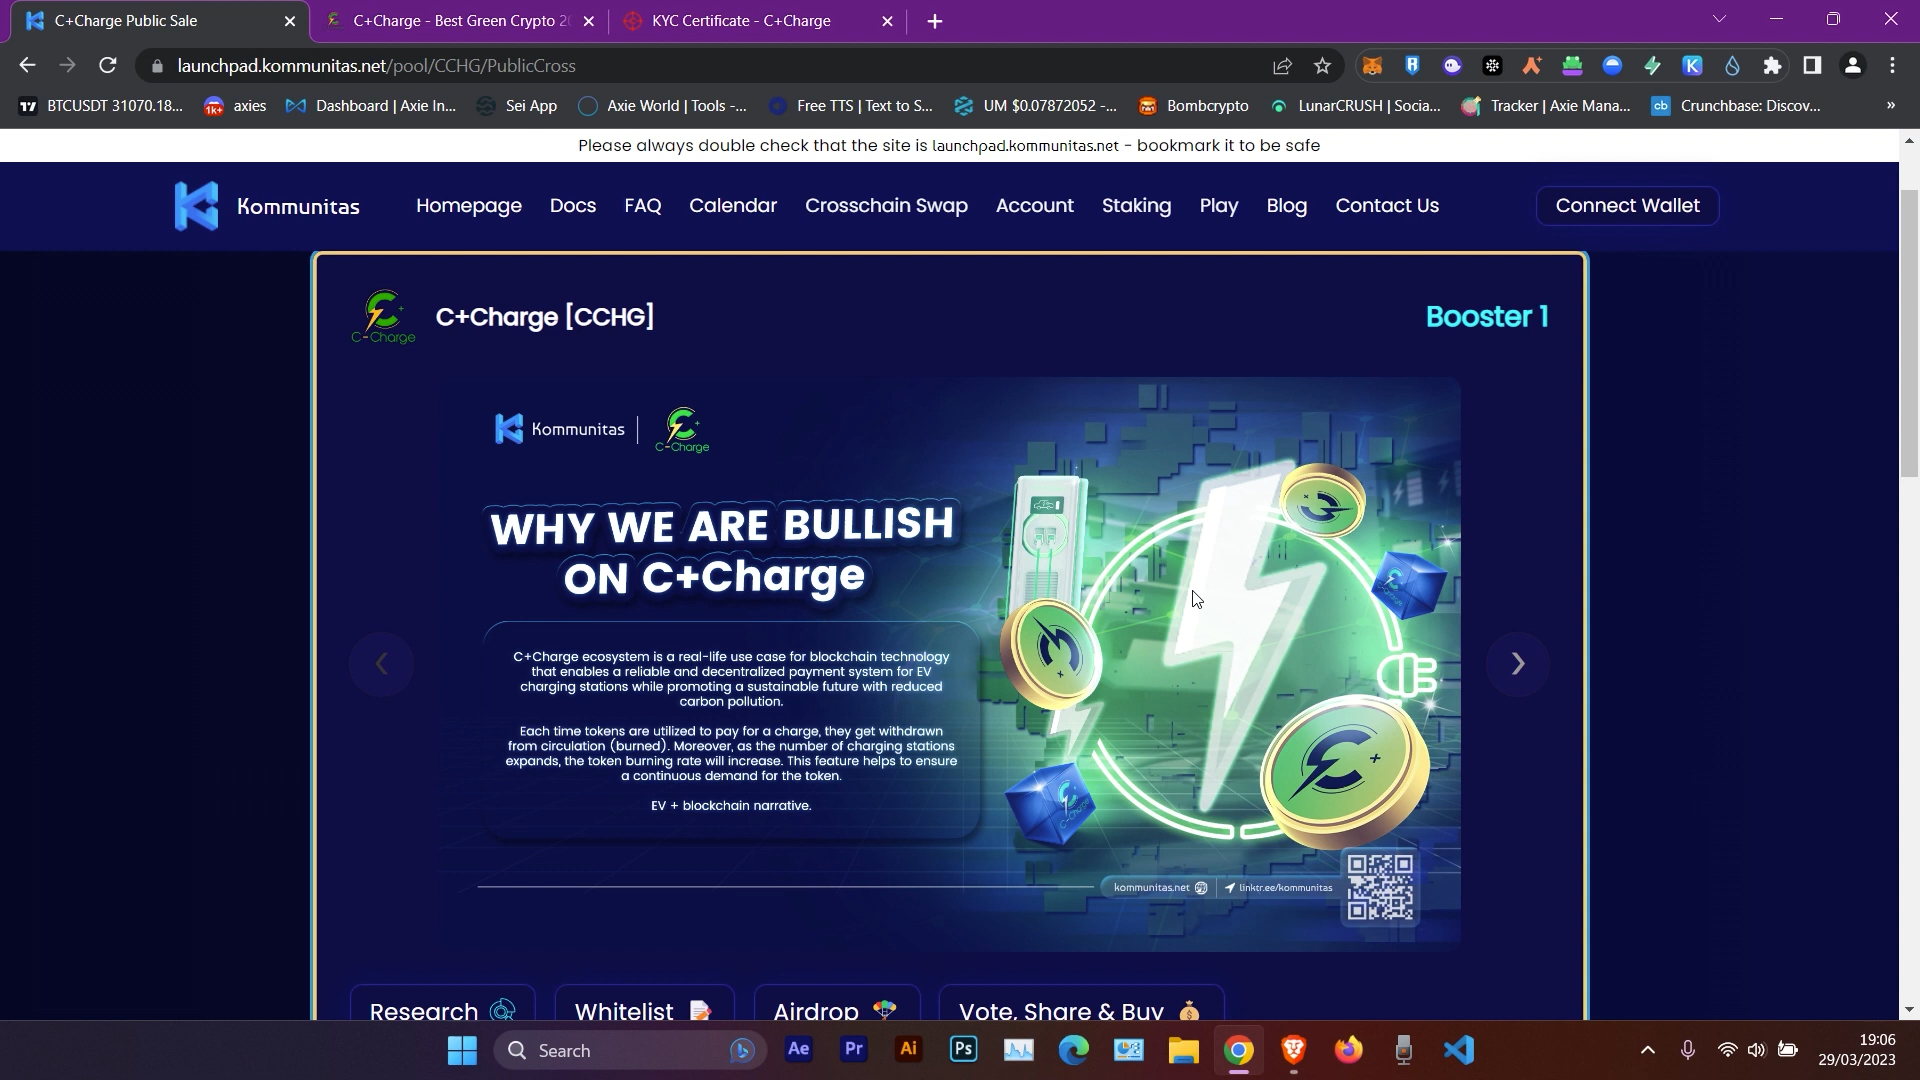 C+Charge Public Sale
C+Charge - Best Green Crypto 20
KYC Certificate - C+Charge
launchpad.kommunitas.net/pool/CCHG/PublicCross
BTCUSDT 31070.18...
axies
Dashboard | Axie In...
Sei App
Axie World | Tools -...
Free TTS | Text to S...
UM $0.07872052 -...
Bombcrypto
LunarCRUSH | Socia...
Tracker | Axie Mana...
Crunchbase: Discov...
Please always double check that the site is launchpad.kommunitas.net - bookmark it to be safe
Kommunitas
Homepage
Docs
FAQ
Calendar
Crosschain Swap
Account
Staking
Play
Blog
Contact Us
Connect Wallet
C-Charge
C+Charge [CCHG]
Booster 1
Kommunitas
C-Charge
WHY WE ARE BULLISH
ON C+Charge
C+Charge ecosystem is a real-life use case for blockchain technology
that enables a reliable and decentralized payment system for EV
charging stations while promoting a sustainable future with reduced
carbon pollution.
Each time tokens are utilized to pay for a charge, they get withdrawn
from circulation (burned). Moreover, as the number of charging stations
expands, the token burning rate will increase. This feature helps to ensure
a continuous demand for the token.
EV + blockchain narrative.
kommunitas.net
linktr.ee/kommunitas
Research
Whitelist
Airdrop
Vote, Share & Buy
Search
Ae
Pr
Ai
Ps
19:06
29/03/2023